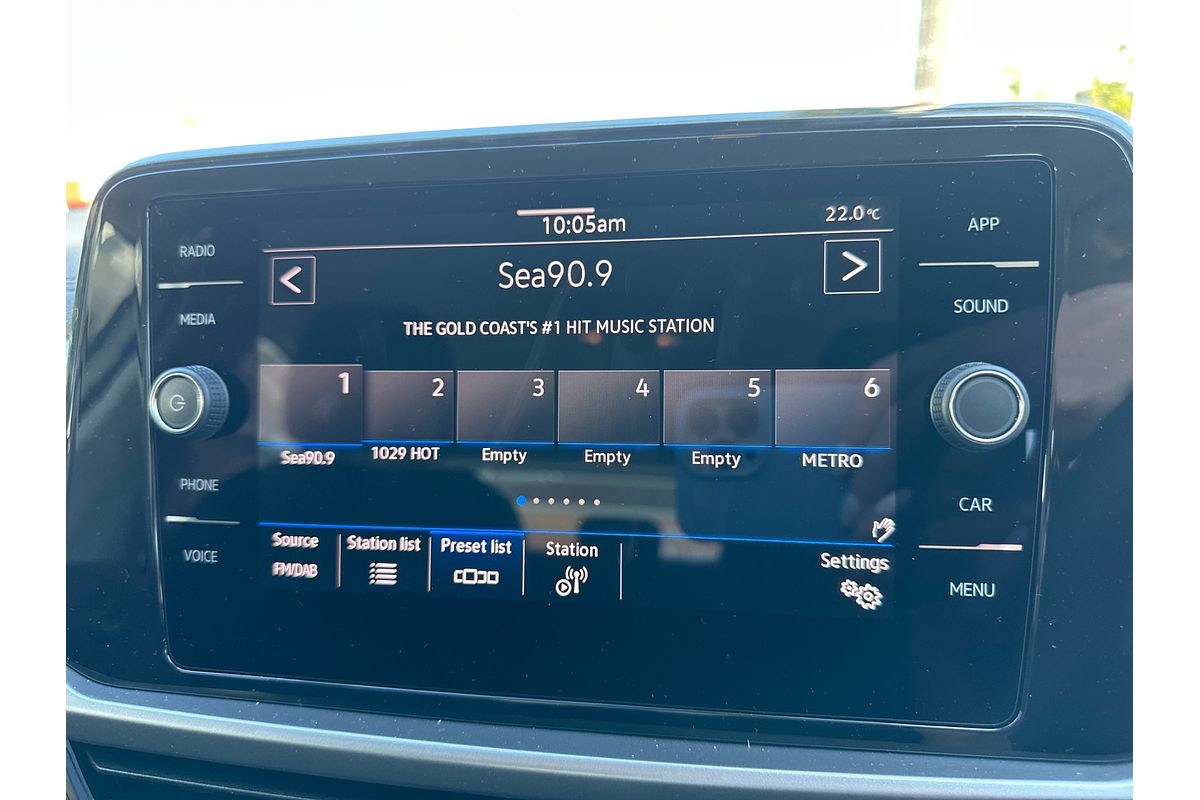 10:05am
22.0°C
RADIO
MEDIA
PHONE
VOICE
<
Sea90.9
>
THE GOLD COAST'S #1 HIT MUSIC STATION
1 2 3 4 5 6
Sea90.9 1029 HOT Empty Empty Empty METRO
Source Station list Preset list Station Settings
FM/DAB
APP
SOUND
CAR
MENU